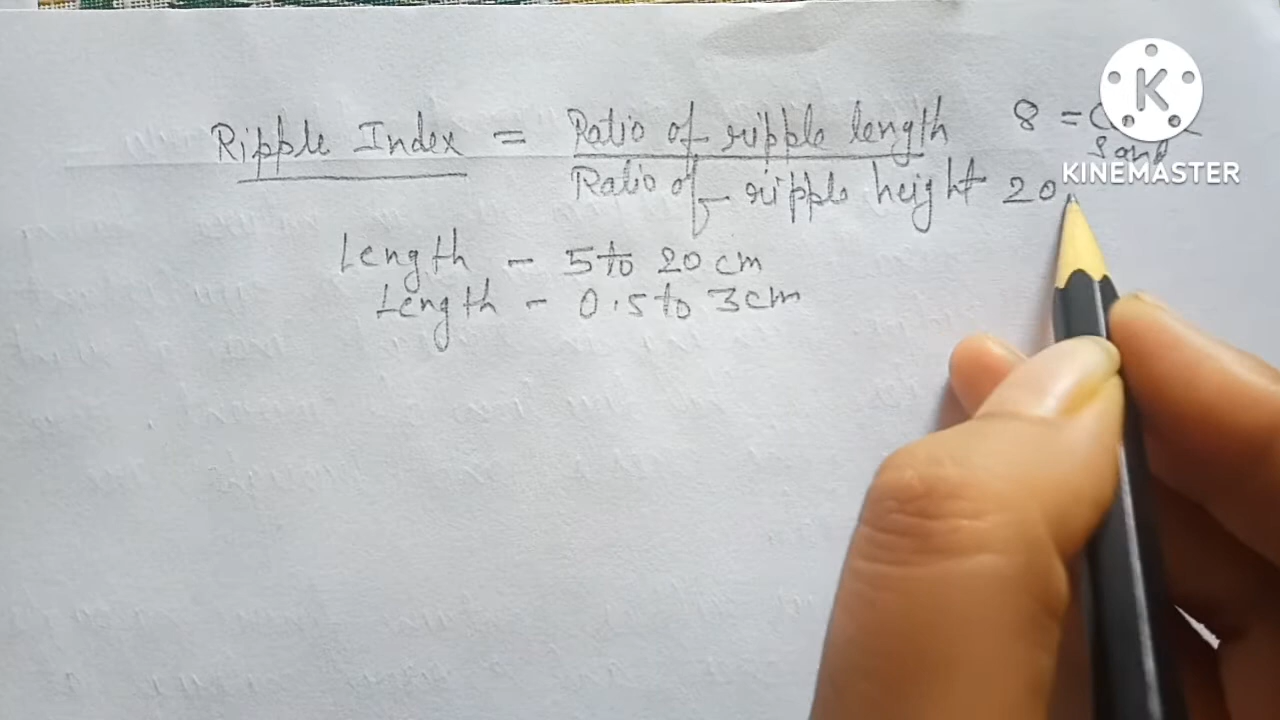 Ripple Index = Ratio of ripple length 8 =
Sand
Ratio of ripple height 20
Length - 5 to 20 cm
Length - 0.5 to 3 cm
K
KINEMASTER